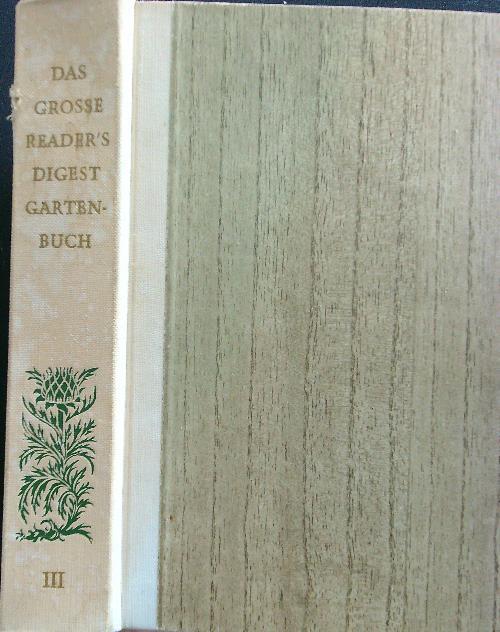 DAS
GROSSE
READER'S
DIGEST
GARTEN-
BUCH
III